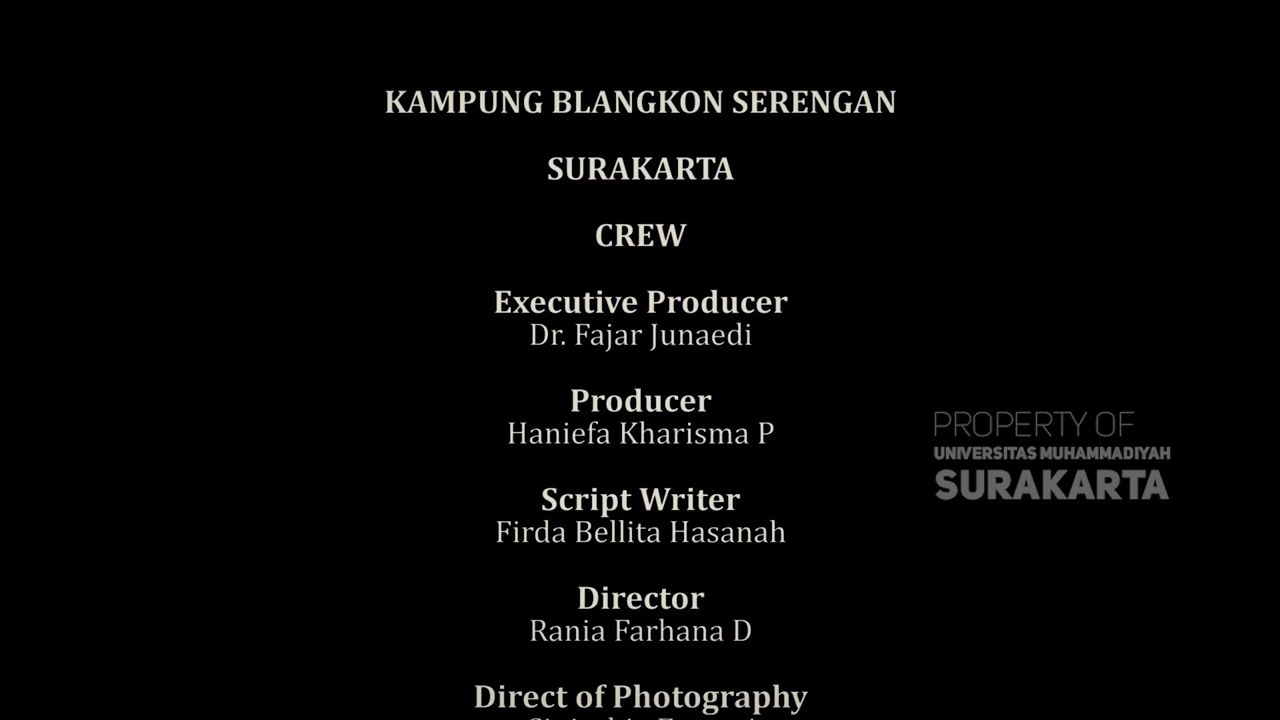 KAMPUNG BLANGKON SERENGAN
SURAKARTA
CREW
Executive Producer
Dr. Fajar Junaedi
Producer
Haniefa Kharisma P
Script Writer
Firda Bellita Hasanah
Director
Rania Farhana D
Direct of Photography
PROPERTY OF
UNIVERSITAS MUHAMMADIYAH
SURAKARTA